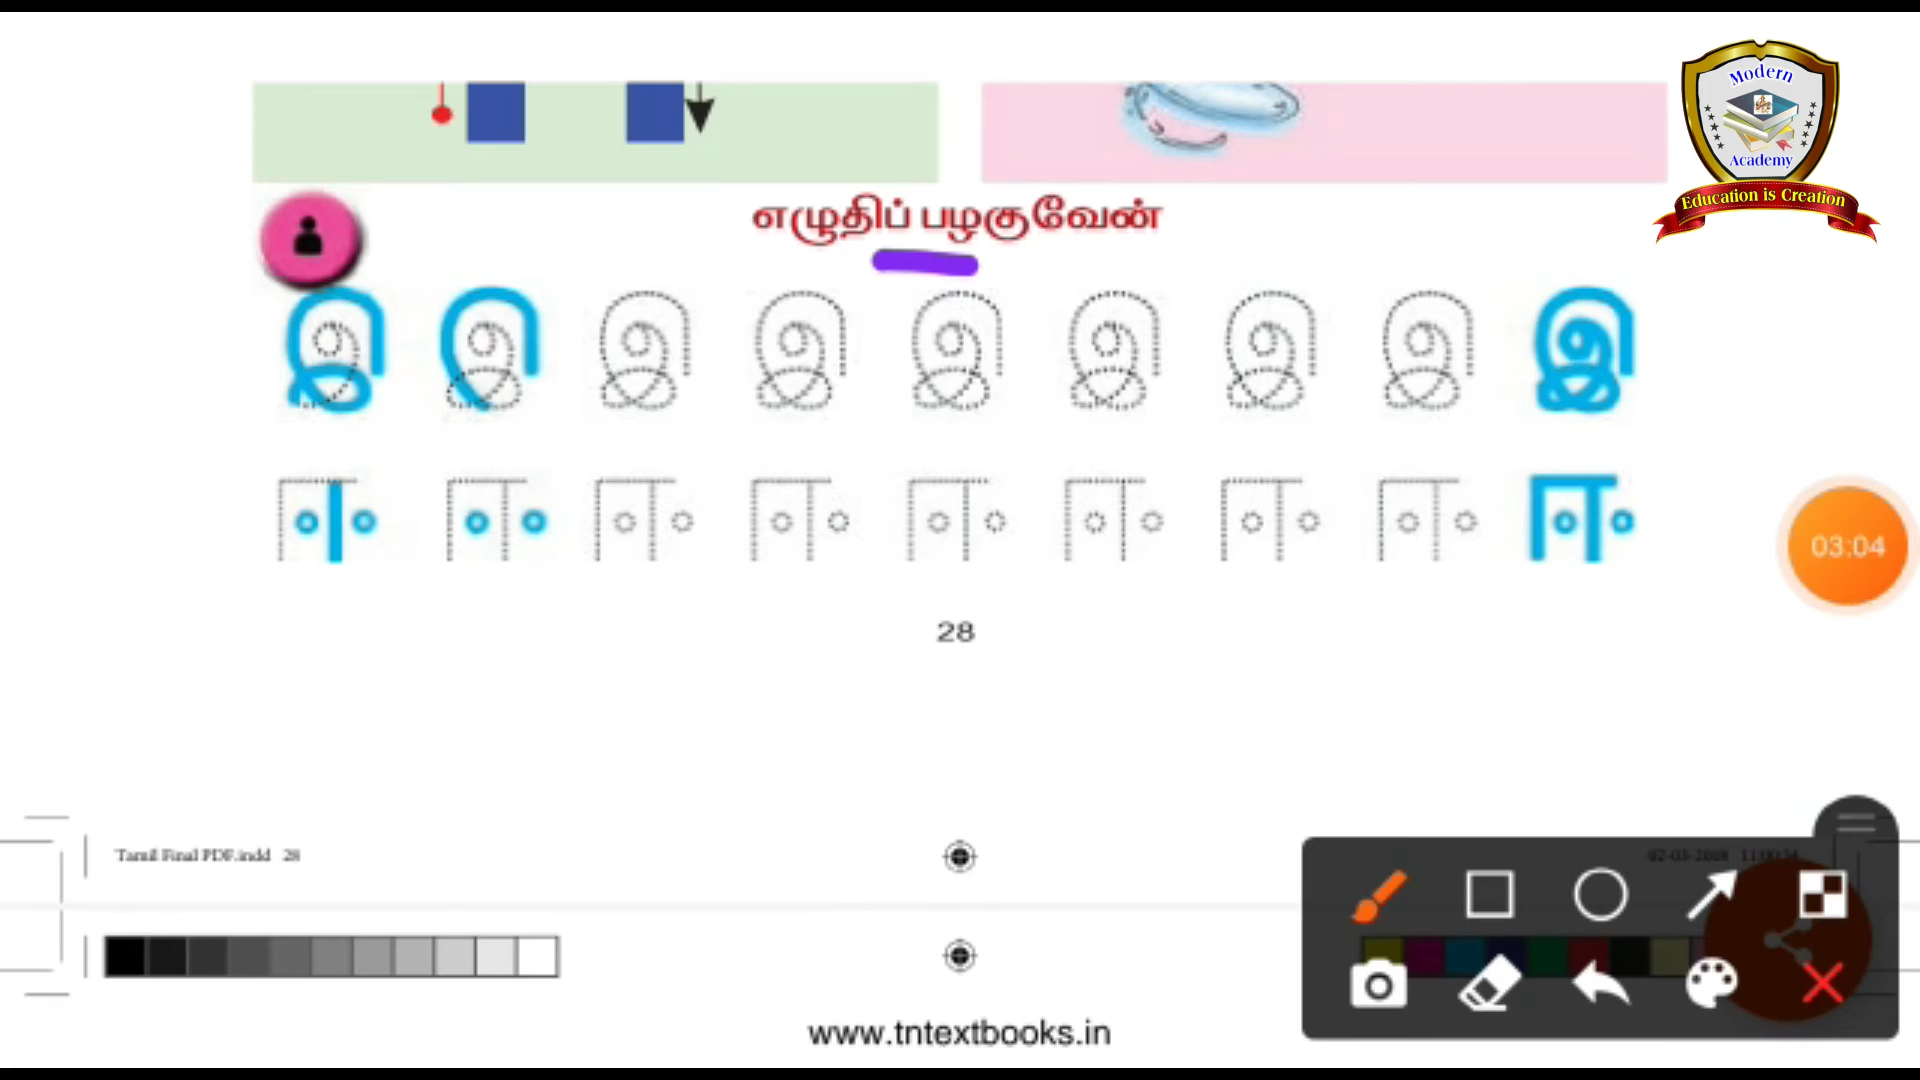 Modern
Academy
Education is Creation
எழுதிப் பழகுவேன்
இ இ இ இ இ இ இ இ இ
ஈ ஈ ஈ ஈ ஈ ஈ ஈ ஈ ஈ
03:04
28
Tamil Final PDF.indd 28
www.tntextbooks.in